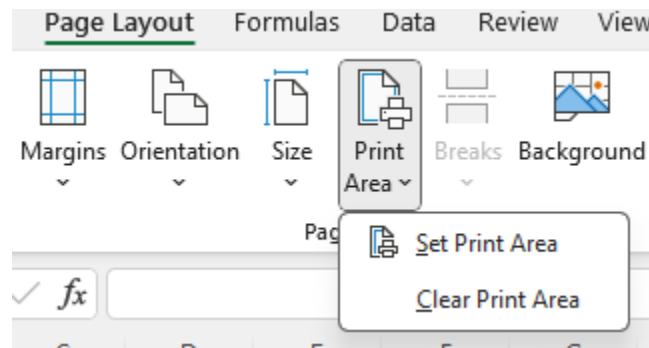 Page Layout Formulas Data Review View
Margins Orientation Size Print Area Breaks Background
Set Print Area
fx
Clear Print Area